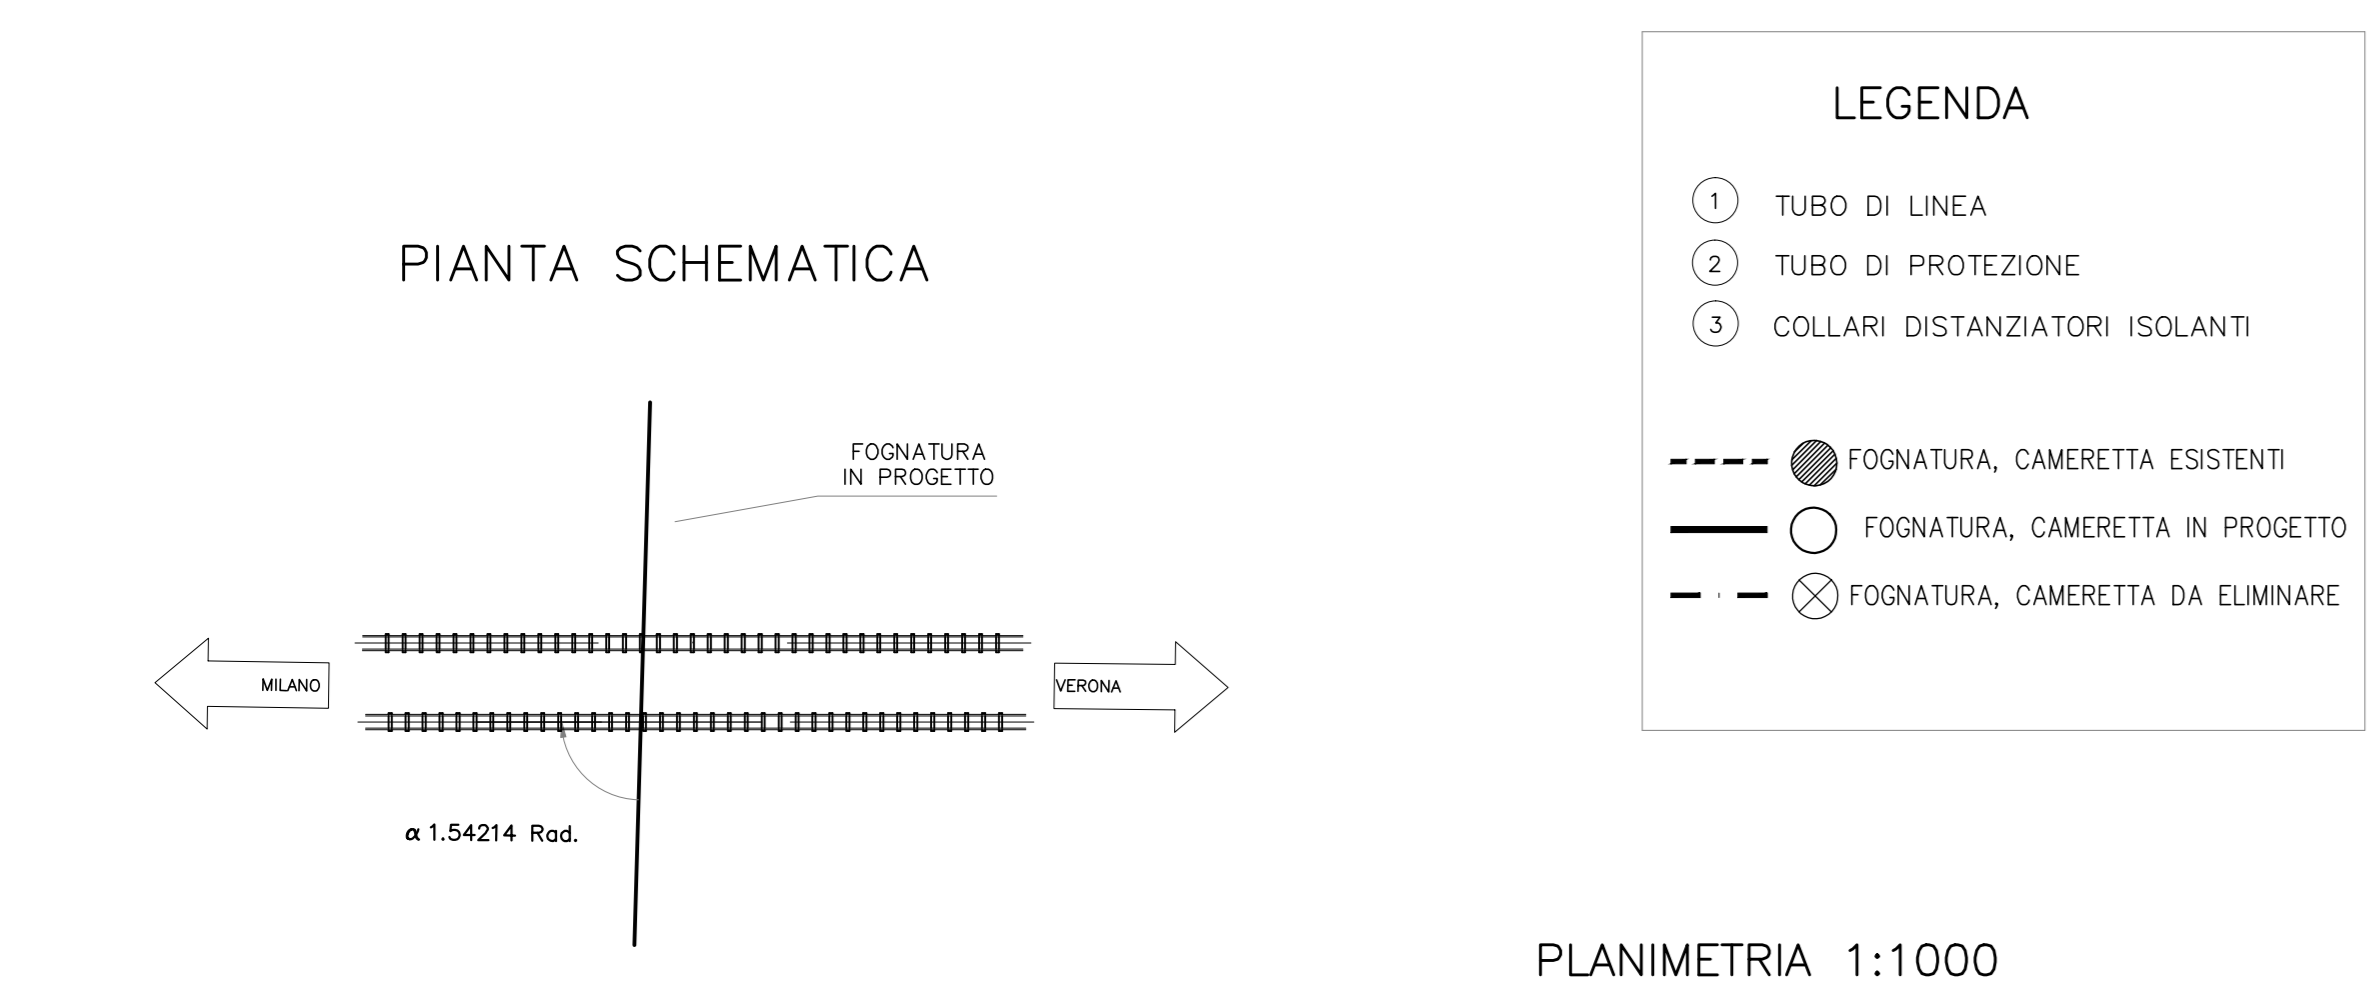 PIANTA SCHEMATICA
FOGNATURA
IN PROGETTO
MILANO
VERONA
α 1.54214 Rad.
LEGENDA
1 TUBO DI LINEA
2 TUBO DI PROTEZIONE
3 COLLARI DISTANZIATORI ISOLANTI
FOGNATURA, CAMERETTA ESISTENTI
FOGNATURA, CAMERETTA IN PROGETTO
FOGNATURA, CAMERETTA DA ELIMINARE
PLANIMETRIA 1:1000